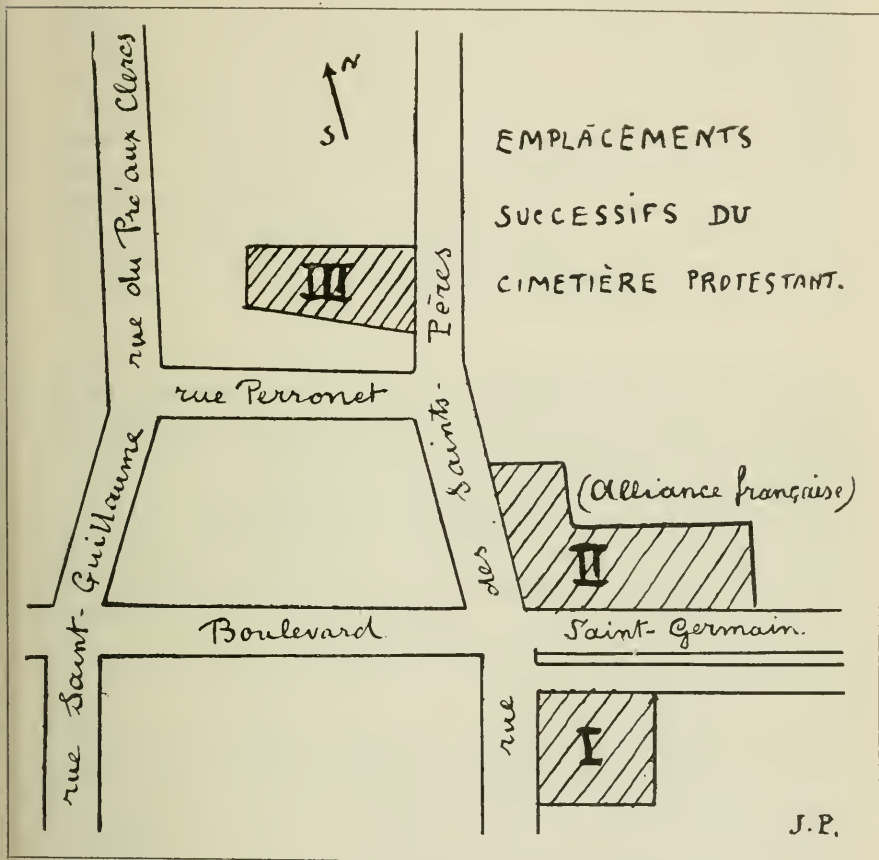 N
S
EMPLACEMENTS
SUCCESSIFS DU
CIMETIÈRE PROTESTANT.
rue du Pré aux Clercs
III
rue Perronet
rue des Saints-Pères
(Alliance française)
II
rue Saint-Guillaume
Boulevard Saint-Germain.
I
J.P.